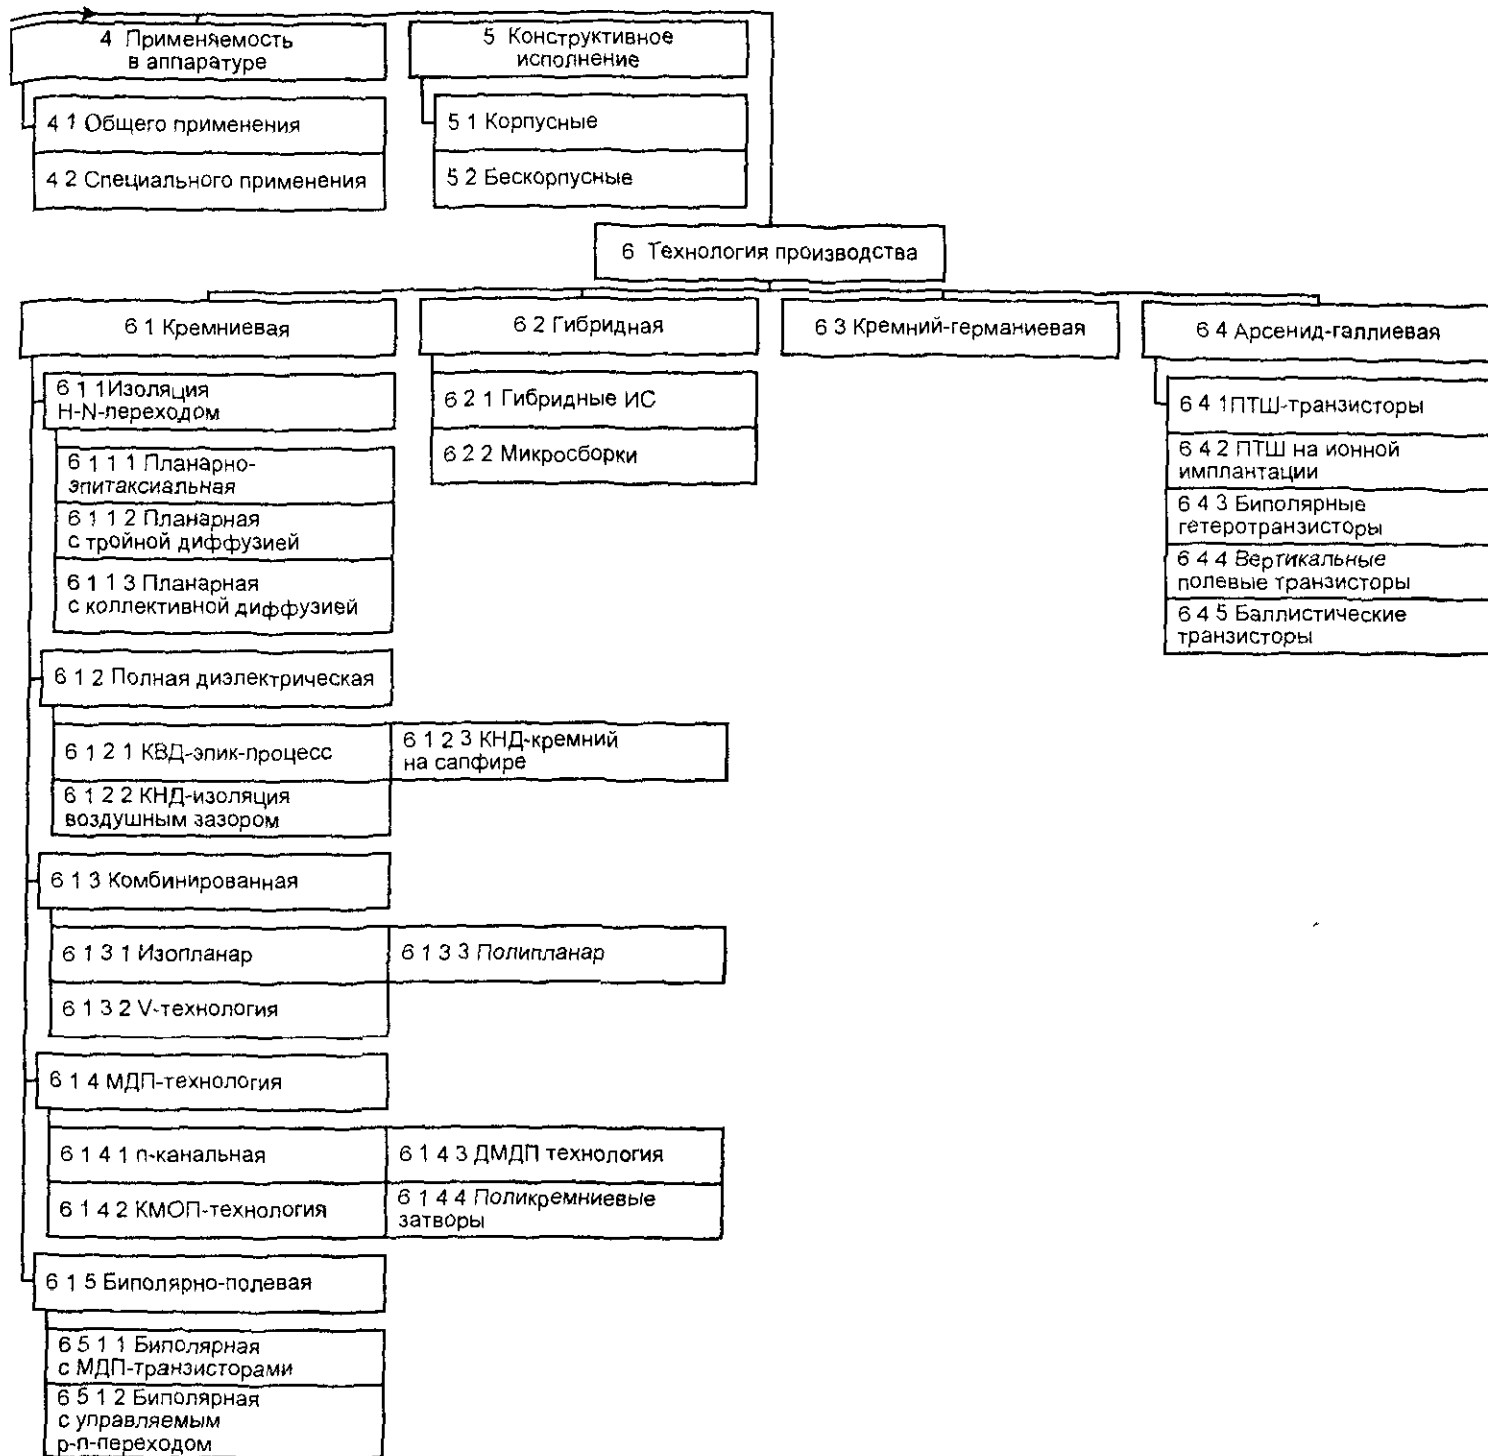 4 Применяемость
в аппаратуре
4 1 Общего применения
4 2 Специального применения
5 Конструктивное
исполнение
5 1 Корпусные
5 2 Бескорпусные
6 Технология производства
6 1 Кремниевая
6 1 1Изоляция
H-N-переходом
6 1 1 1 Планарно-
эпитаксиальная
6 1 1 2 Планарная
с тройной диффузией
6 1 1 3 Планарная
с коллективной диффузией
6 1 2 Полная диэлектрическая
6 1 2 1 КВД-эпик-процесс
6 1 2 2 КНД-изоляция
воздушным зазором
6 1 2 3 КНД-кремний
на сапфире
6 1 3 Комбинированная
6 1 3 1 Изопланар
6 1 3 2 V-технология
6 1 3 3 Полипланар
6 1 4 МДП-технология
6 1 4 1 n-канальная
6 1 4 2 КМОП-технология
6 1 4 3 ДМДП технология
6 1 4 4 Поликремниевые
затворы
6 1 5 Биполярно-полевая
6 5 1 1 Биполярная
с МДП-транзисторами
6 5 1 2 Биполярная
с управляемым
p-n-переходом
6 2 Гибридная
6 2 1 Гибридные ИС
6 2 2 Микросборки
6 3 Кремний-германиевая
6 4 Арсенид-галлиевая
6 4 1ПТШ-транзисторы
6 4 2 ПТШ на ионной
имплантации
6 4 3 Биполярные
гетеротранзисторы
6 4 4 Вертикальные
полевые транзисторы
6 4 5 Баллистические
транзисторы